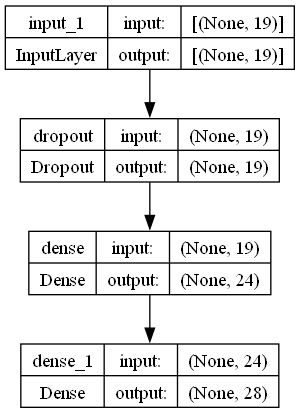 input_1 input: [(None, 19)]
InputLayer output: [(None, 19)]
dropout input: (None, 19)
Dropout output: (None, 19)
dense input: (None, 19)
Dense output: (None, 24)
dense_1 input: (None, 24)
Dense output: (None, 28)